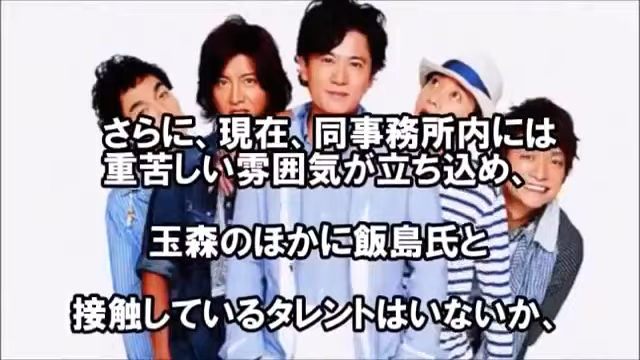 さらに、現在、同事務所内には
重苦しい雰囲気が立ち込め、
玉森のほかに飯島氏と
接触しているタレントはいないか、